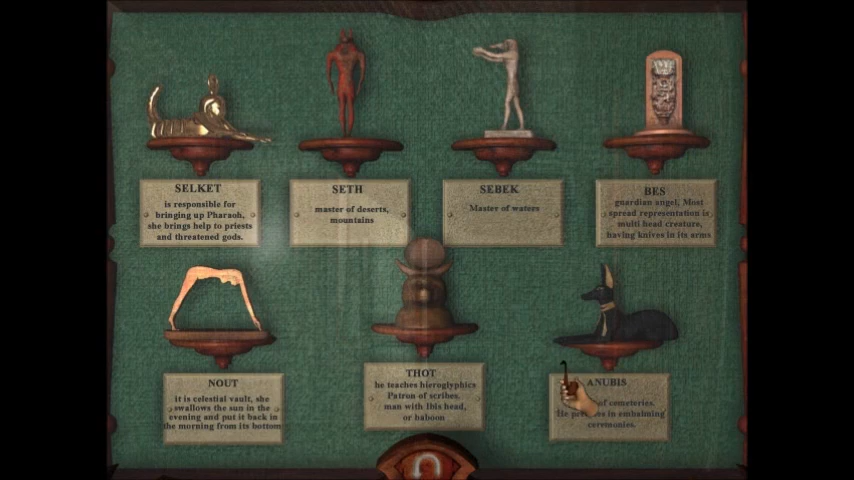 SELKET
is responsible for
bringing up Pharaoh,
she brings help to priests
and threatened gods.
SETH
master of deserts,
mountains
SEBEK
Master of waters
BES
guardian angel, Most
spread representation is
multi head creature,
having knives in its arms
NOUT
it is celestial vault, she
swallows the sun in the
evening and put it back in
the morning from its bottom
THOT
he teaches hieroglyphics
Patron of scribes.
man with ibis head,
or baboon
ANUBIS
of cemeteries.
He in embalming
ceremonies.